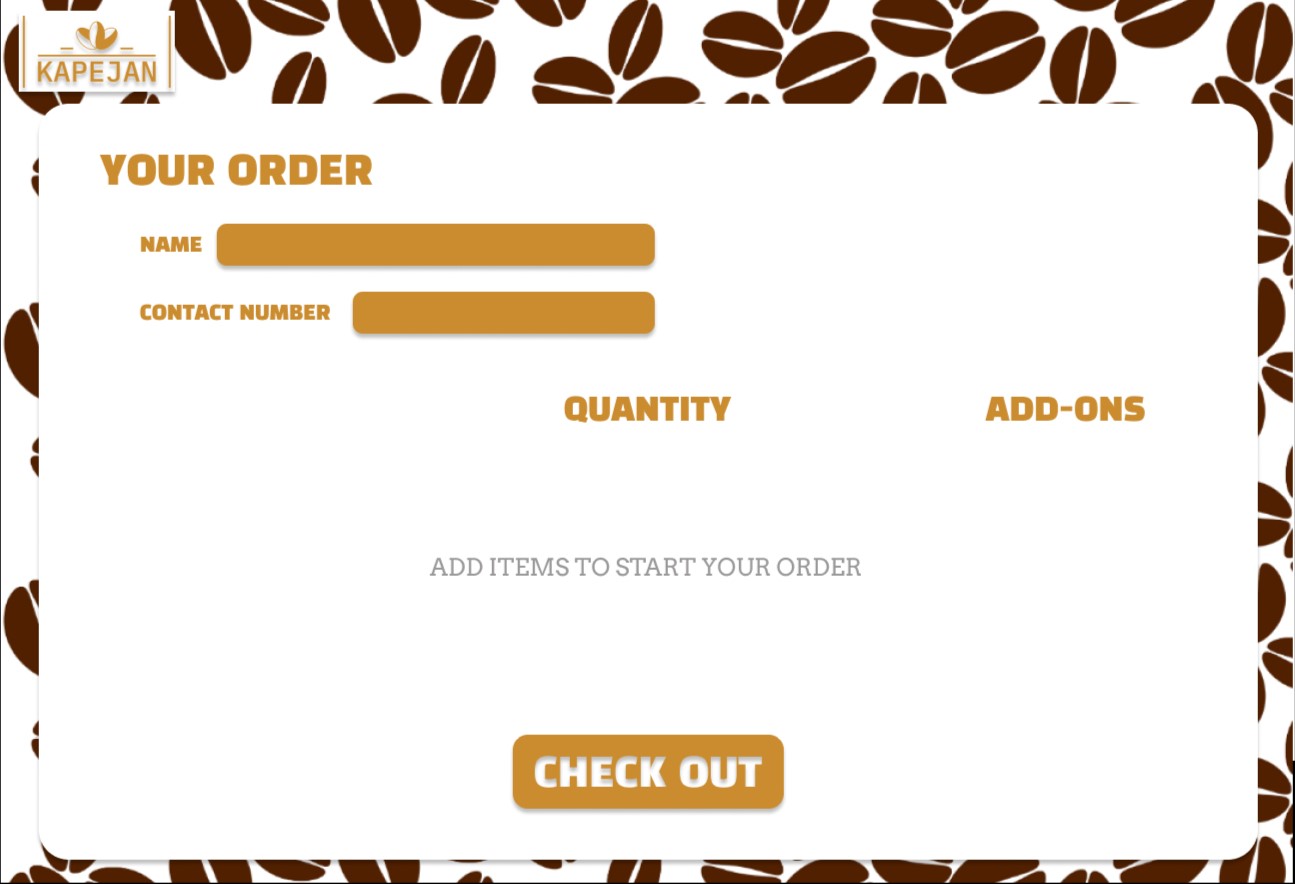 KAPEJAN
YOUR ORDER
NAME
CONTACT NUMBER
QUANTITY ADD-ONS
ADD ITEMS TO START YOUR ORDER
CHECK OUT